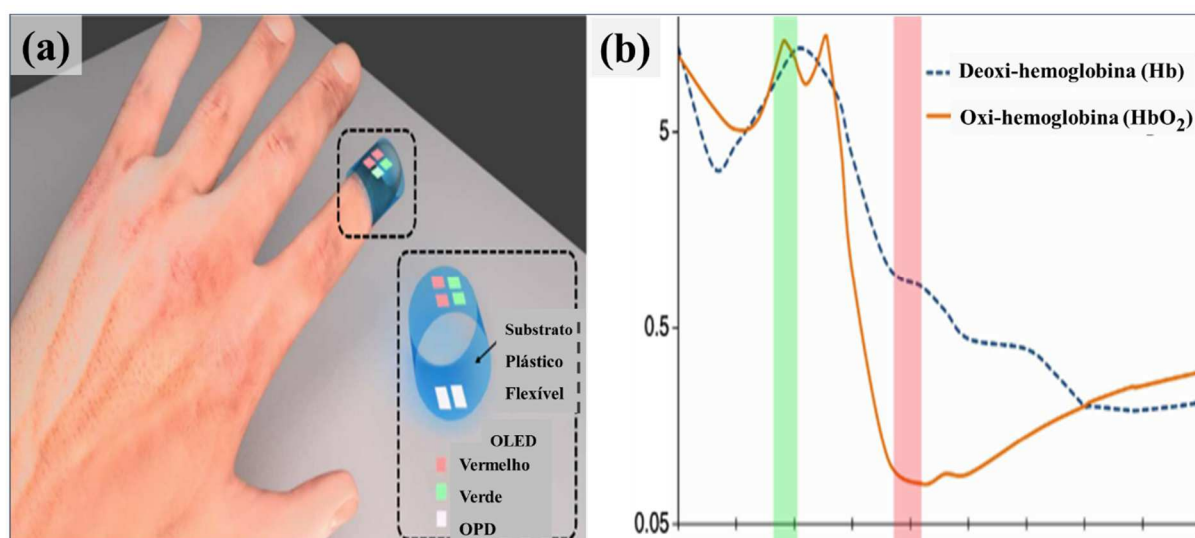 (a)
Substrato
Plástico
Flexível
OLED
Vermelho
Verde
OPD
(b)
Deoxi-hemoglobina (Hb)
Oxi-hemoglobina (HbO₂)
5
0.5
0.05